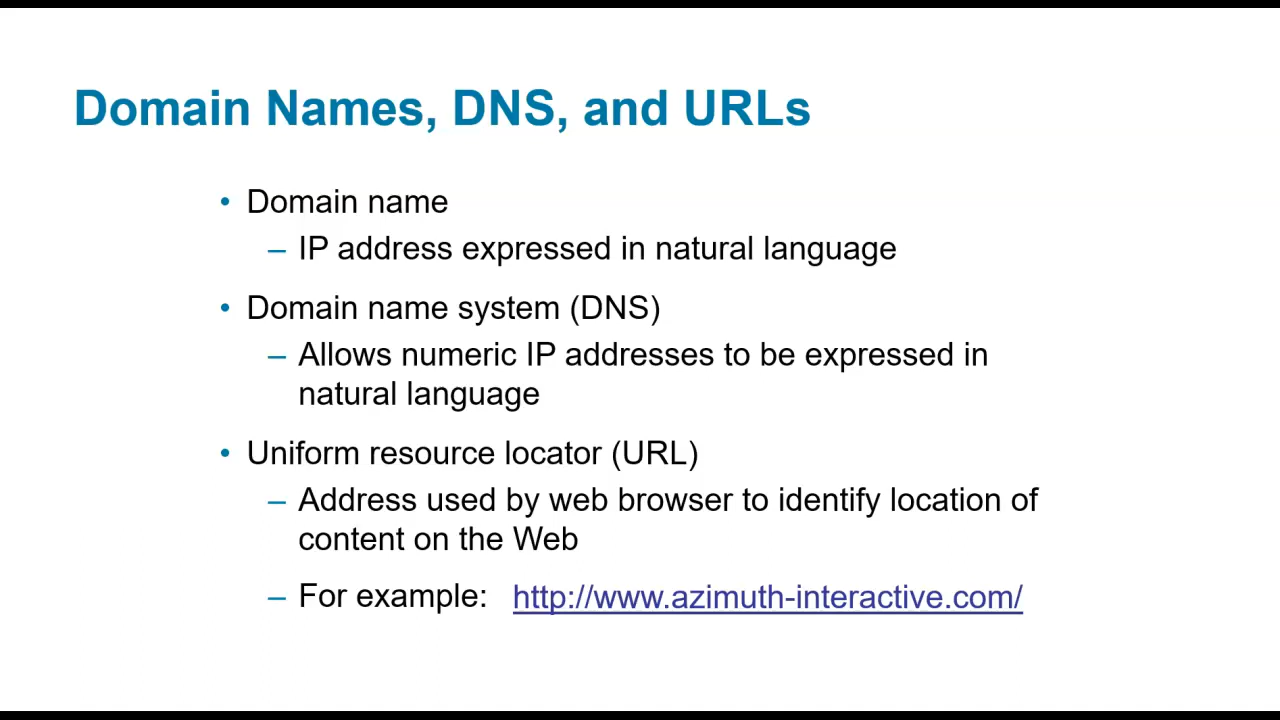 Domain Names, DNS, and URLs
• Domain name
– IP address expressed in natural language
• Domain name system (DNS)
– Allows numeric IP addresses to be expressed in
natural language
• Uniform resource locator (URL)
– Address used by web browser to identify location of
content on the Web
– For example: http://www.azimuth-interactive.com/